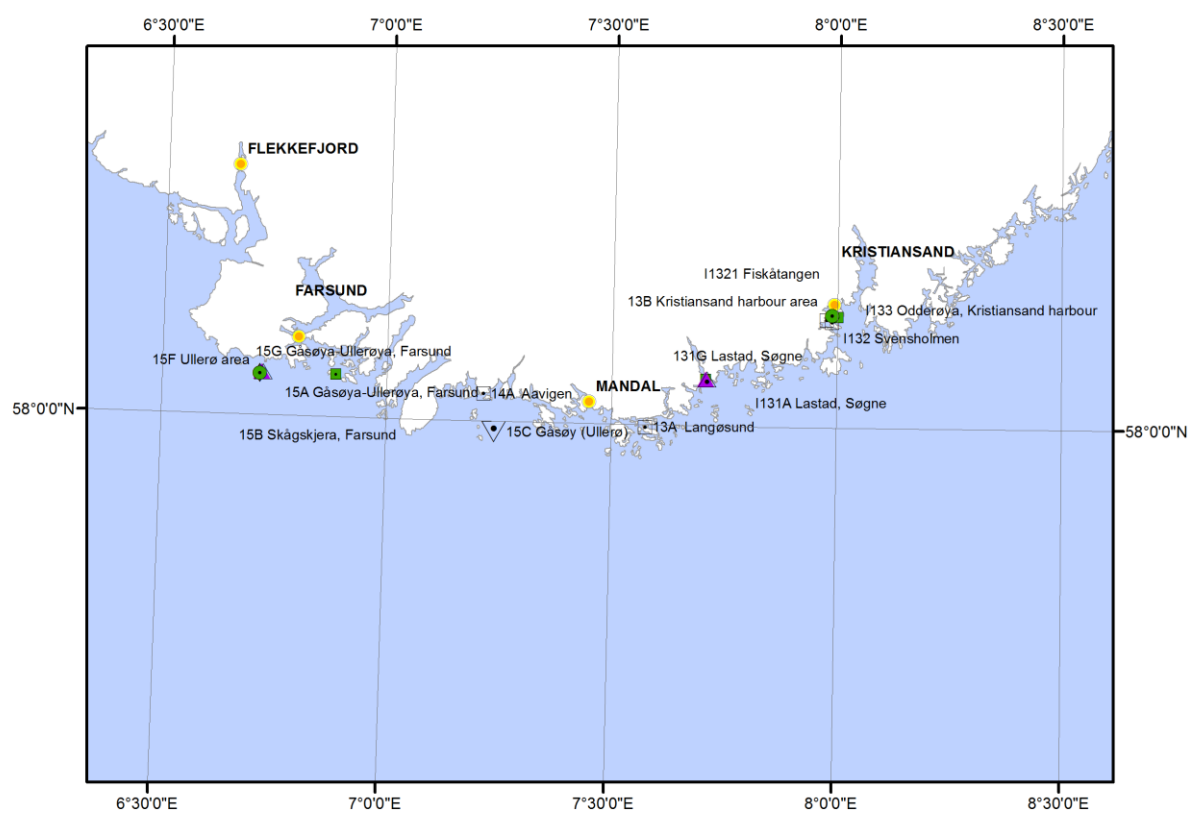 6°30'0"E 7°0'0"E 7°30'0"E 8°0'0"E 8°30'0"E
FLEKKEFJORD
KRISTIANSAND
I1321 Fiskåtangen
FARSUND
13B Kristiansand harbour area
I133 Odderøya, Kristiansand harbour
I132 Svensholmen
15G Gåsøya-Ullerøya, Farsund
15F Ullerø area
131G Lastad, Søgne
MANDAL
15A Gåsøya-Ullerøya, Farsund
14A Aavigen
I131A Lastad, Søgne
58°0'0"N
13A Langøsund
15C Gåsøy (Ullerø)
58°0'0"N
15B Skågskjera, Farsund
6°30'0"E 7°0'0"E 7°30'0"E 8°0'0"E 8°30'0"E